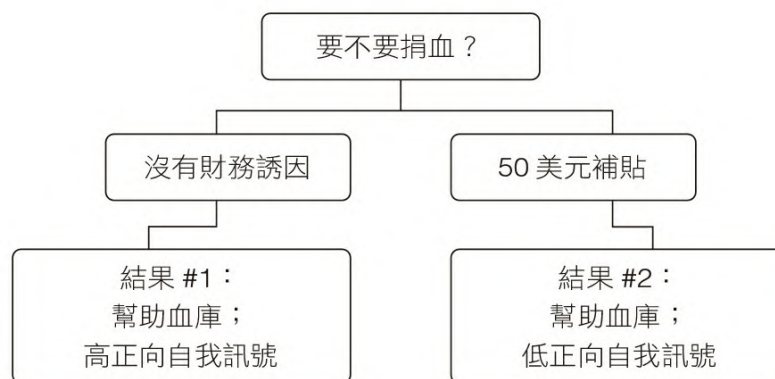 要不要捐血？
沒有財務誘因
50 美元補貼
結果 #1：
幫助血庫；
高正向自我訊號
結果 #2：
幫助血庫；
低正向自我訊號